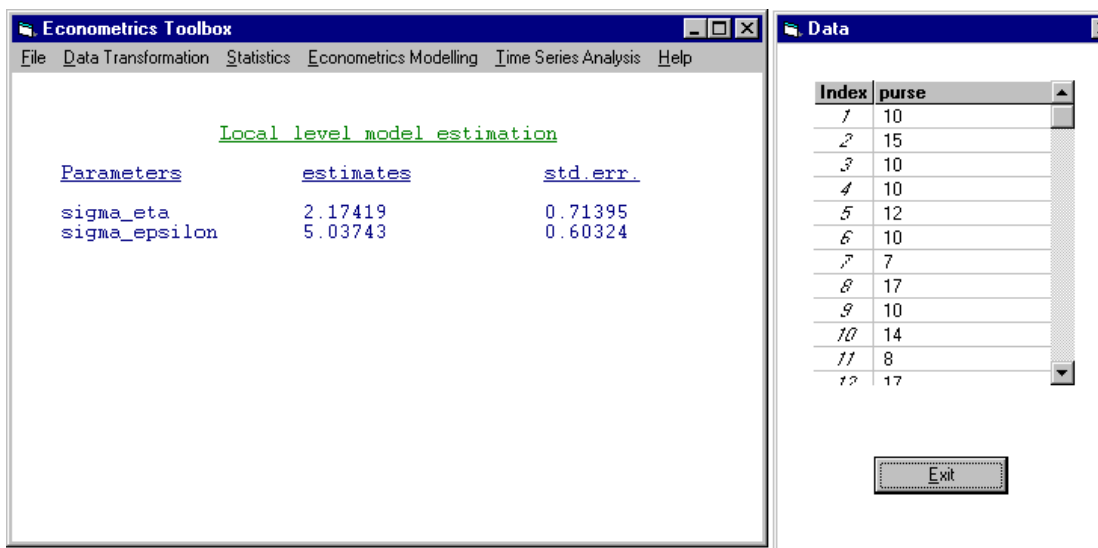 Econometrics Toolbox
File Data Transformation Statistics Econometrics Modelling Time Series Analysis Help
Local level model estimation
Parameters estimates std.err.
sigma_eta 2.17419 0.71395
sigma_epsilon 5.03743 0.60324
Data
Index purse
1 10
2 15
3 10
4 10
5 12
6 10
7 7
8 17
9 10
10 14
11 8
12 17
Exit